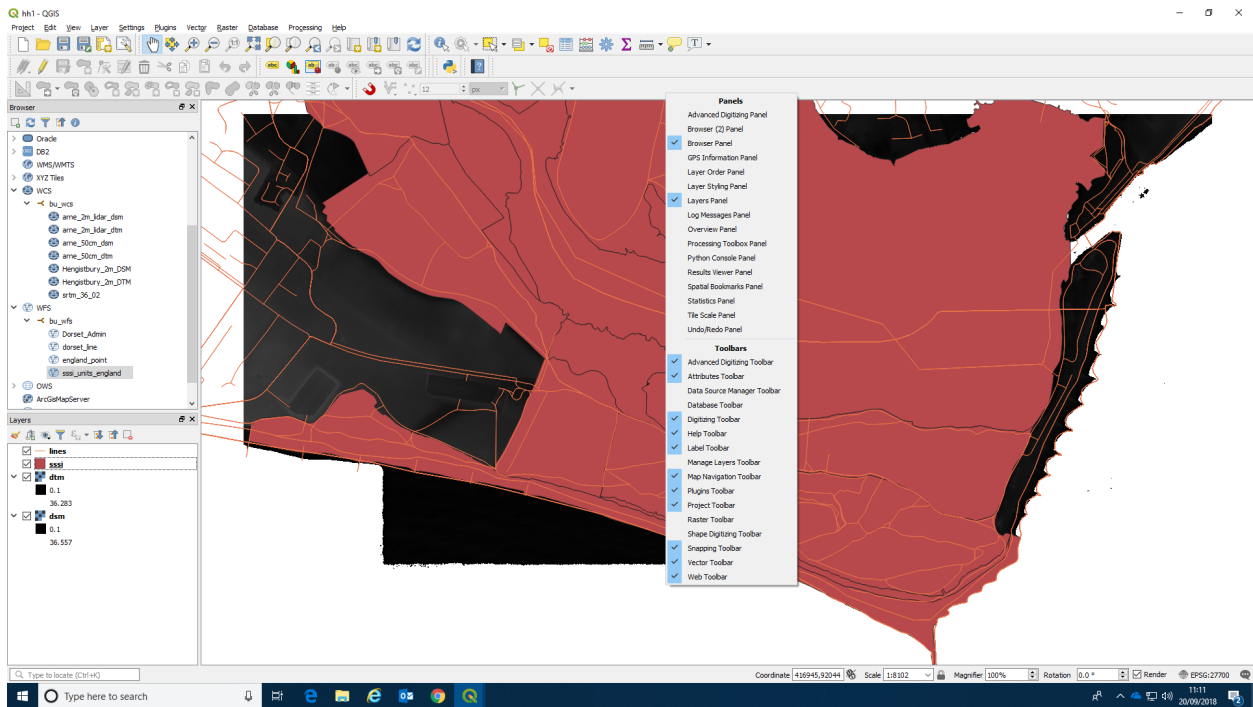 hh1 - QGIS
Project Edit View Layer Settings Plugins Vector Raster Database Processing Help
abc
ab
12 px
Browser
Oracle
DB2
WMS/WMTS
XYZ Tiles
WCS
bu_wcs
arne_2m_lidar_dsm
arne_2m_lidar_dtm
arne_50cm_dsm
arne_50cm_dtm
Hengistbury_2m_DSM
Hengistbury_2m_DTM
srtm_36_02
WFS
bu_wfs
Dorset_Admin
dorset_line
england_point
sssi_units_england
OWS
ArcGisMapServer
Layers
lines
sssi
dtm
0.1
36.283
dsm
0.1
36.557
Panels
Advanced Digitizing Panel
Browser (2) Panel
Browser Panel
GPS Information Panel
Layer Order Panel
Layer Styling Panel
Layers Panel
Log Messages Panel
Overview Panel
Processing Toolbox Panel
Python Console Panel
Results Viewer Panel
Spatial Bookmarks Panel
Statistics Panel
Tile Scale Panel
Undo/Redo Panel
Toolbars
Advanced Digitizing Toolbar
Attributes Toolbar
Data Source Manager Toolbar
Database Toolbar
Digitizing Toolbar
Help Toolbar
Label Toolbar
Manage Layers Toolbar
Map Navigation Toolbar
Plugins Toolbar
Project Toolbar
Raster Toolbar
Shape Digitizing Toolbar
Snapping Toolbar
Vector Toolbar
Web Toolbar
Type to locate (Ctrl+K)
Coordinate 416945,92044 Scale 1:8102 Magnifier 100% Rotation 0.0 ° Render EPSG:27700
Type here to search
11:11
20/09/2018